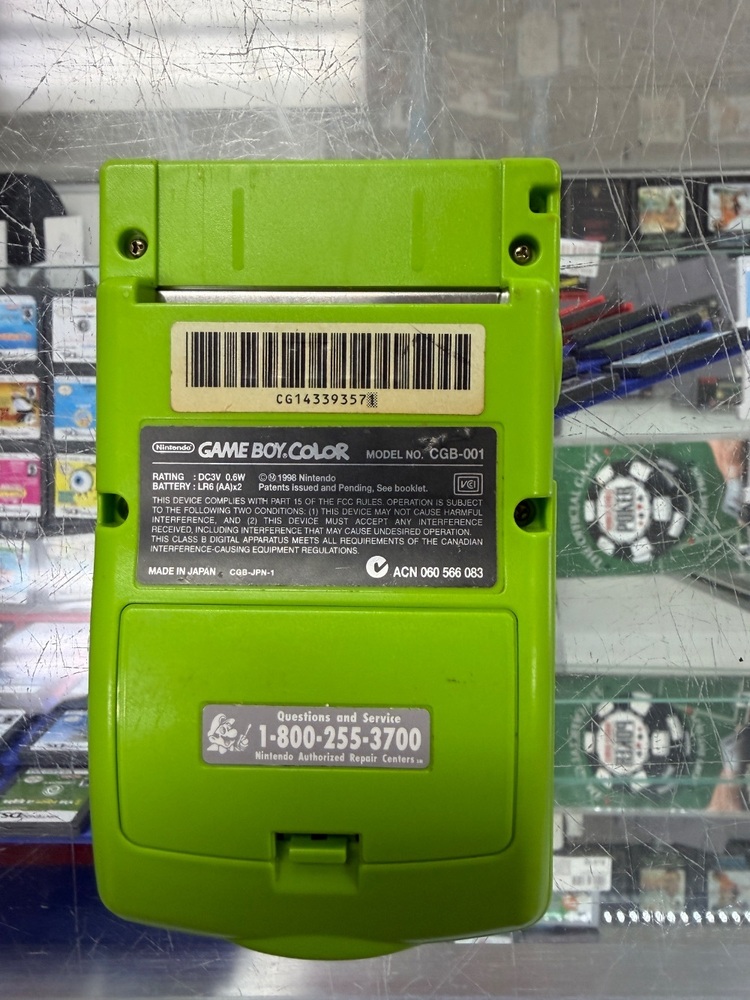 CG143393571
Nintendo GAME BOY COLOR MODEL NO. CGB-001
RATING : DC3V 0.6W ©Ⓜ 1998 Nintendo
BATTERY : LR6 (AA)x2 Patents issued and Pending, See booklet. VCI
THIS DEVICE COMPLIES WITH PART 15 OF THE FCC RULES. OPERATION IS SUBJECT
TO THE FOLLOWING TWO CONDITIONS: (1) THIS DEVICE MAY NOT CAUSE HARMFUL
INTERFERENCE, AND (2) THIS DEVICE MUST ACCEPT ANY INTERFERENCE
RECEIVED, INCLUDING INTERFERENCE THAT MAY CAUSE UNDESIRED OPERATION.
THIS CLASS B DIGITAL APPARATUS MEETS ALL REQUIREMENTS OF THE CANADIAN
INTERFERENCE-CAUSING EQUIPMENT REGULATIONS.
MADE IN JAPAN CGB-JPN-1 ACN 060 566 083
Questions and Service
1-800-255-3700
Nintendo Authorized Repair Centers SM
POKER
POKER